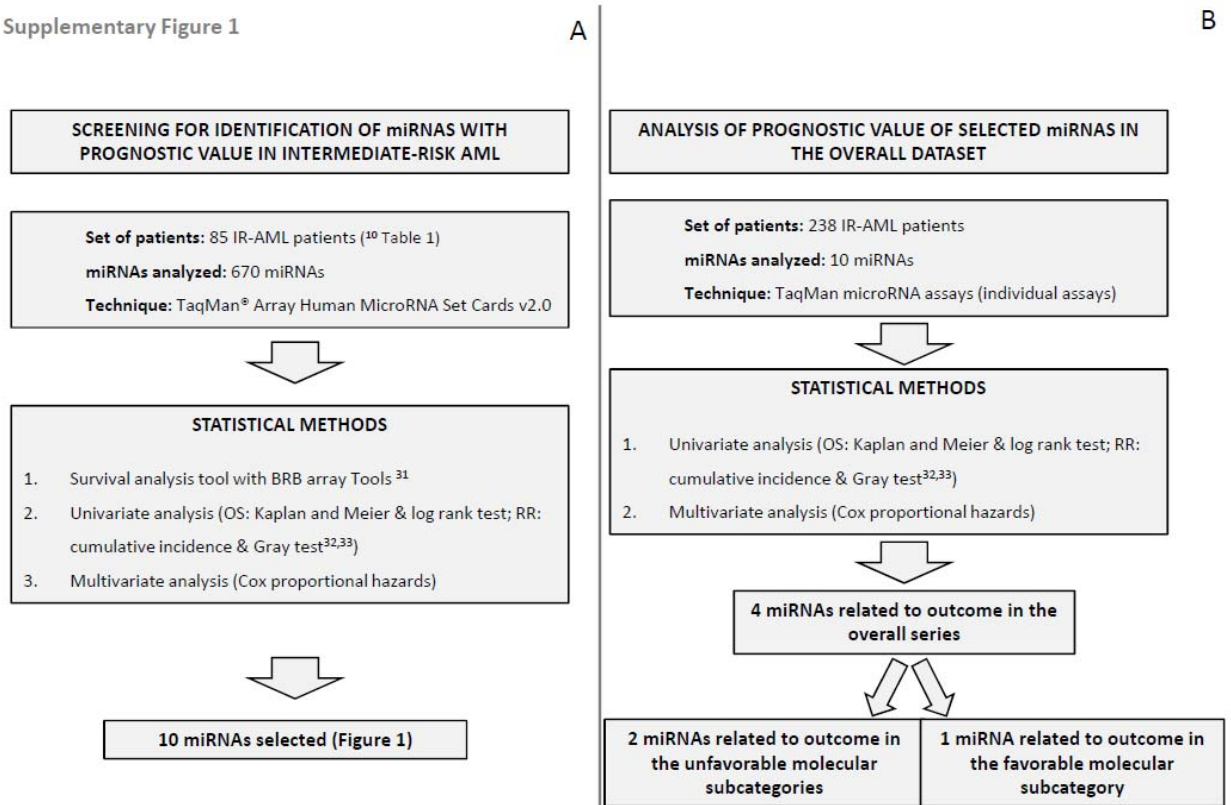 Supplementary Figure 1
A
SCREENING FOR IDENTIFICATION OF miRNAS WITH
PROGNOSTIC VALUE IN INTERMEDIATE-RISK AML
Set of patients: 85 IR-AML patients (¹⁰ Table 1)
miRNAs analyzed: 670 miRNAs
Technique: TaqMan® Array Human MicroRNA Set Cards v2.0
STATISTICAL METHODS
1. Survival analysis tool with BRB array Tools ³¹
2. Univariate analysis (OS: Kaplan and Meier & log rank test; RR:
cumulative incidence & Gray test³²,³³)
3. Multivariate analysis (Cox proportional hazards)
10 miRNAs selected (Figure 1)
B
ANALYSIS OF PROGNOSTIC VALUE OF SELECTED miRNAS IN
THE OVERALL DATASET
Set of patients: 238 IR-AML patients
miRNAs analyzed: 10 miRNAs
Technique: TaqMan microRNA assays (individual assays)
STATISTICAL METHODS
1. Univariate analysis (OS: Kaplan and Meier & log rank test; RR:
cumulative incidence & Gray test³²,³³)
2. Multivariate analysis (Cox proportional hazards)
4 miRNAs related to outcome in the
overall series
2 miRNAs related to outcome in
the unfavorable molecular
subcategories
1 miRNA related to outcome in
the favorable molecular
subcategory